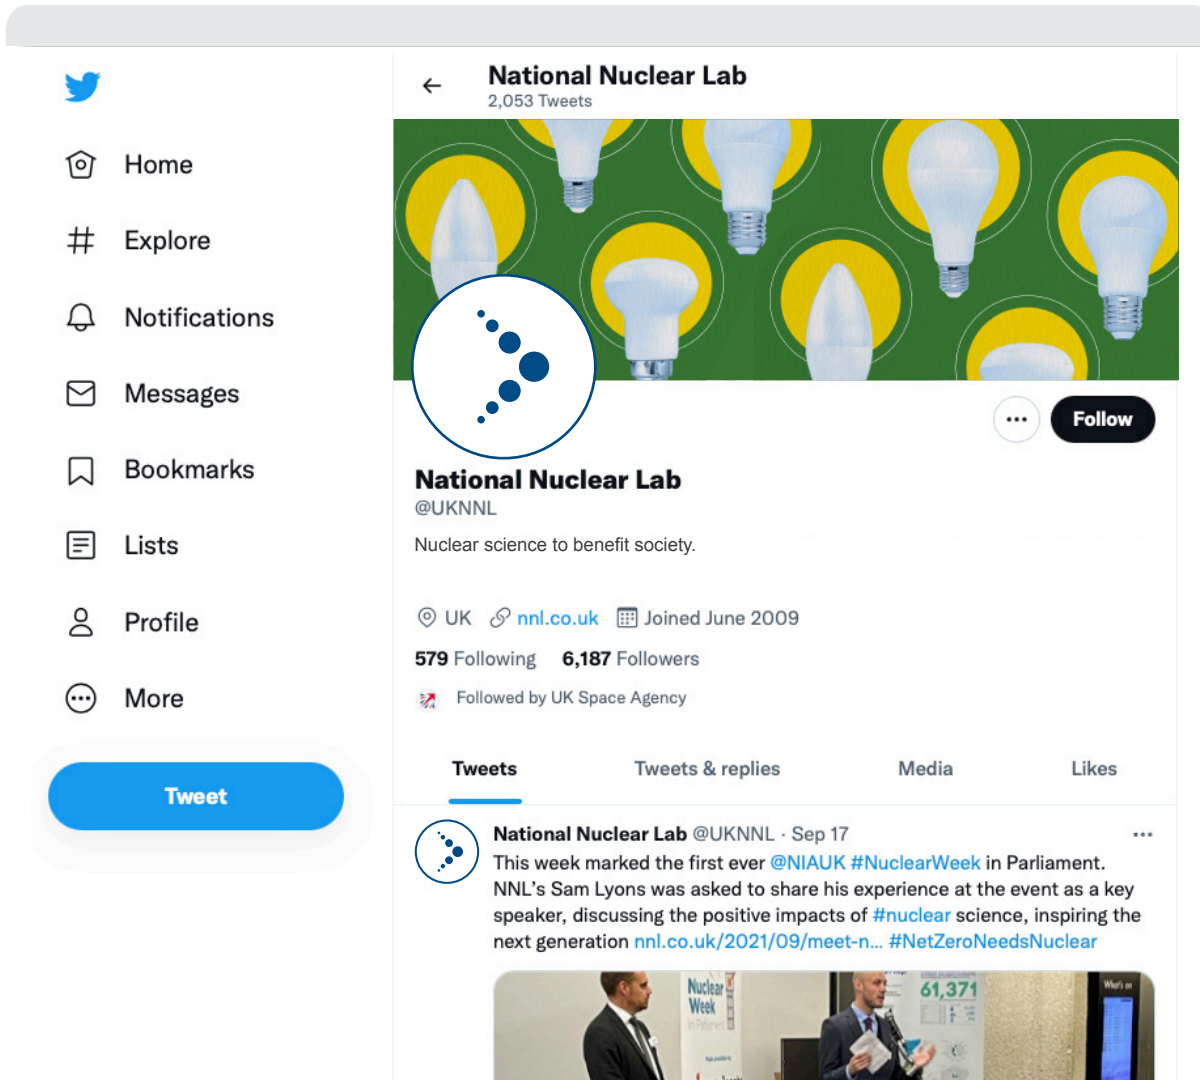 National Nuclear Lab
2,053 Tweets
Home
Explore
Notifications
Messages
Bookmarks
Lists
Profile
More
Tweet
Follow
National Nuclear Lab
@UKNNL
Nuclear science to benefit society.
UK nnl.co.uk Joined June 2009
579 Following 6,187 Followers
Followed by UK Space Agency
Tweets Tweets & replies Media Likes
National Nuclear Lab @UKNNL · Sep 17
This week marked the first ever @NIAUK #NuclearWeek in Parliament.
NNL’s Sam Lyons was asked to share his experience at the event as a key
speaker, discussing the positive impacts of #nuclear science, inspiring the
next generation nnl.co.uk/2021/09/meet-n… #NetZeroNeedsNuclear
Nuclear
Week
in Parliament
61,371
What's on